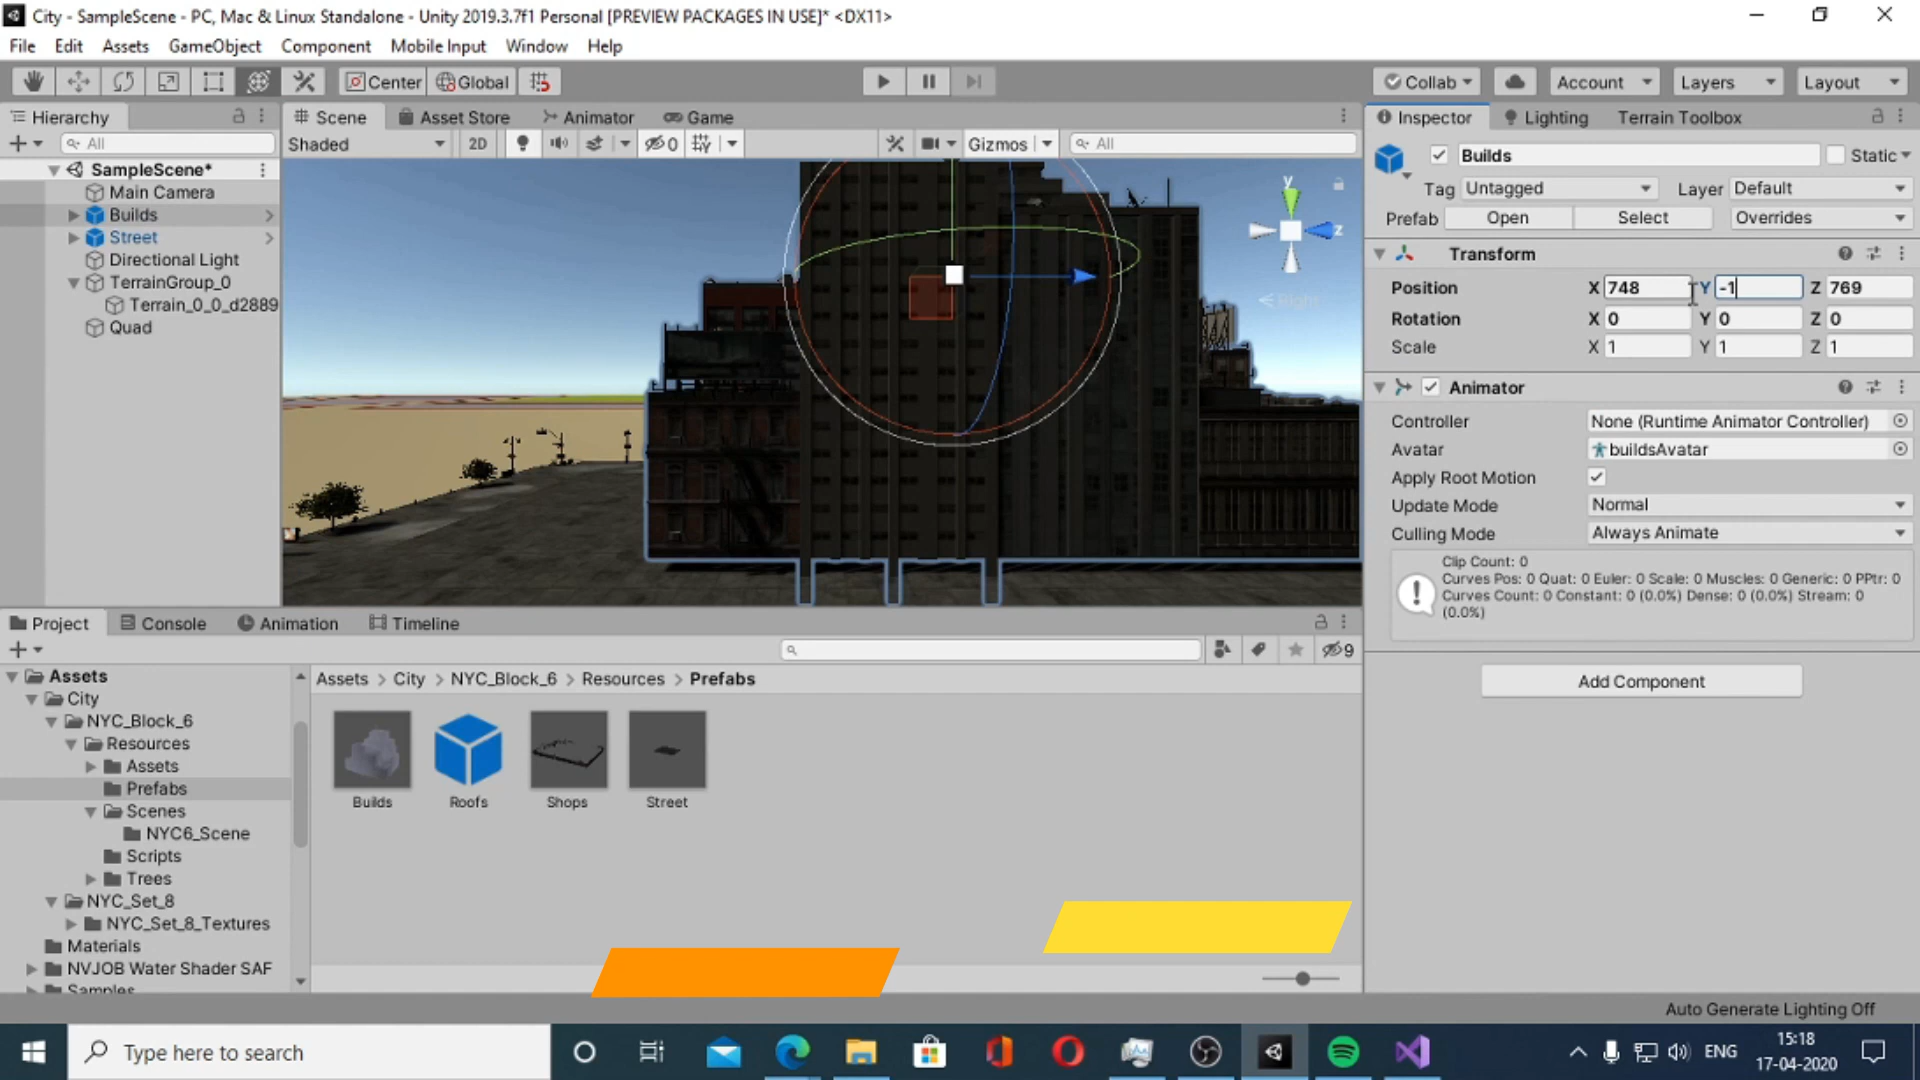 City - SampleScene - PC, Mac & Linux Standalone - Unity 2019.3.7f1 Personal [PREVIEW PACKAGES IN USE]* <DX11>
File Edit Assets GameObject Component Mobile Input Window Help
Center Global Collab Account Layers Layout
Hierarchy
All
SampleScene*
Main Camera
Builds
Street
Directional Light
TerrainGroup_0
Terrain_0_0_d2889
Quad
Scene Asset Store Animator Game
Shaded 2D 0 Gizmos All
y
z
Right
Inspector Lighting Terrain Toolbox
Builds Static
Tag Untagged Layer Default
Prefab Open Select Overrides
Transform
Position X 748 Y -1 Z 769
Rotation X 0 Y 0 Z 0
Scale X 1 Y 1 Z 1
Animator
Controller None (Runtime Animator Controller)
Avatar buildsAvatar
Apply Root Motion
Update Mode Normal
Culling Mode Always Animate
Clip Count: 0
Curves Pos: 0 Quat: 0 Euler: 0 Scale: 0 Muscles: 0 Generic: 0 PPtr: 0
Curves Count: 0 Constant: 0 (0.0%) Dense: 0 (0.0%) Stream: 0
(0.0%)
Add Component
Project Console Animation Timeline
9
Assets
City
NYC_Block_6
Resources
Assets
Prefabs
Scenes
NYC6_Scene
Scripts
Trees
NYC_Set_8
NYC_Set_8_Textures
Materials
NVJOB Water Shader SAF
Samples
Assets > City > NYC_Block_6 > Resources > Prefabs
Builds Roofs Shops Street
Auto Generate Lighting Off
Type here to search
ENG
15:18
17-04-2020